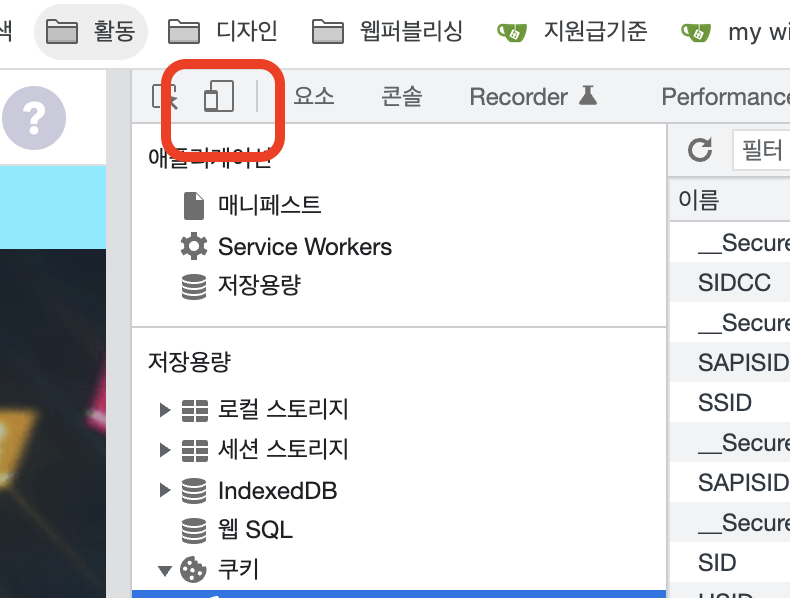 활동 디자인 웹퍼블리싱 지원급기준 my
?
요소 콘솔 Recorder Performance
애플리케이션
필터
매니페스트
이름
Service Workers
__Secure
저장용량
SIDCC
__Secure
저장용량
SAPISID
로컬 스토리지
SSID
세션 스토리지
__Secure
IndexedDB
SAPISID
웹 SQL
__Secure
쿠키
SID